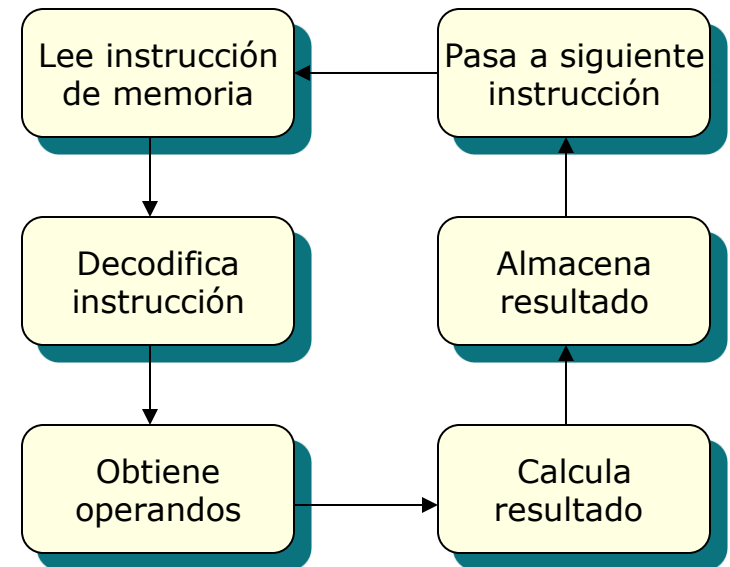 Lee instrucción
de memoria
Pasa a siguiente
instrucción
Decodifica
instrucción
Almacena
resultado
Obtiene
operandos
Calcula
resultado